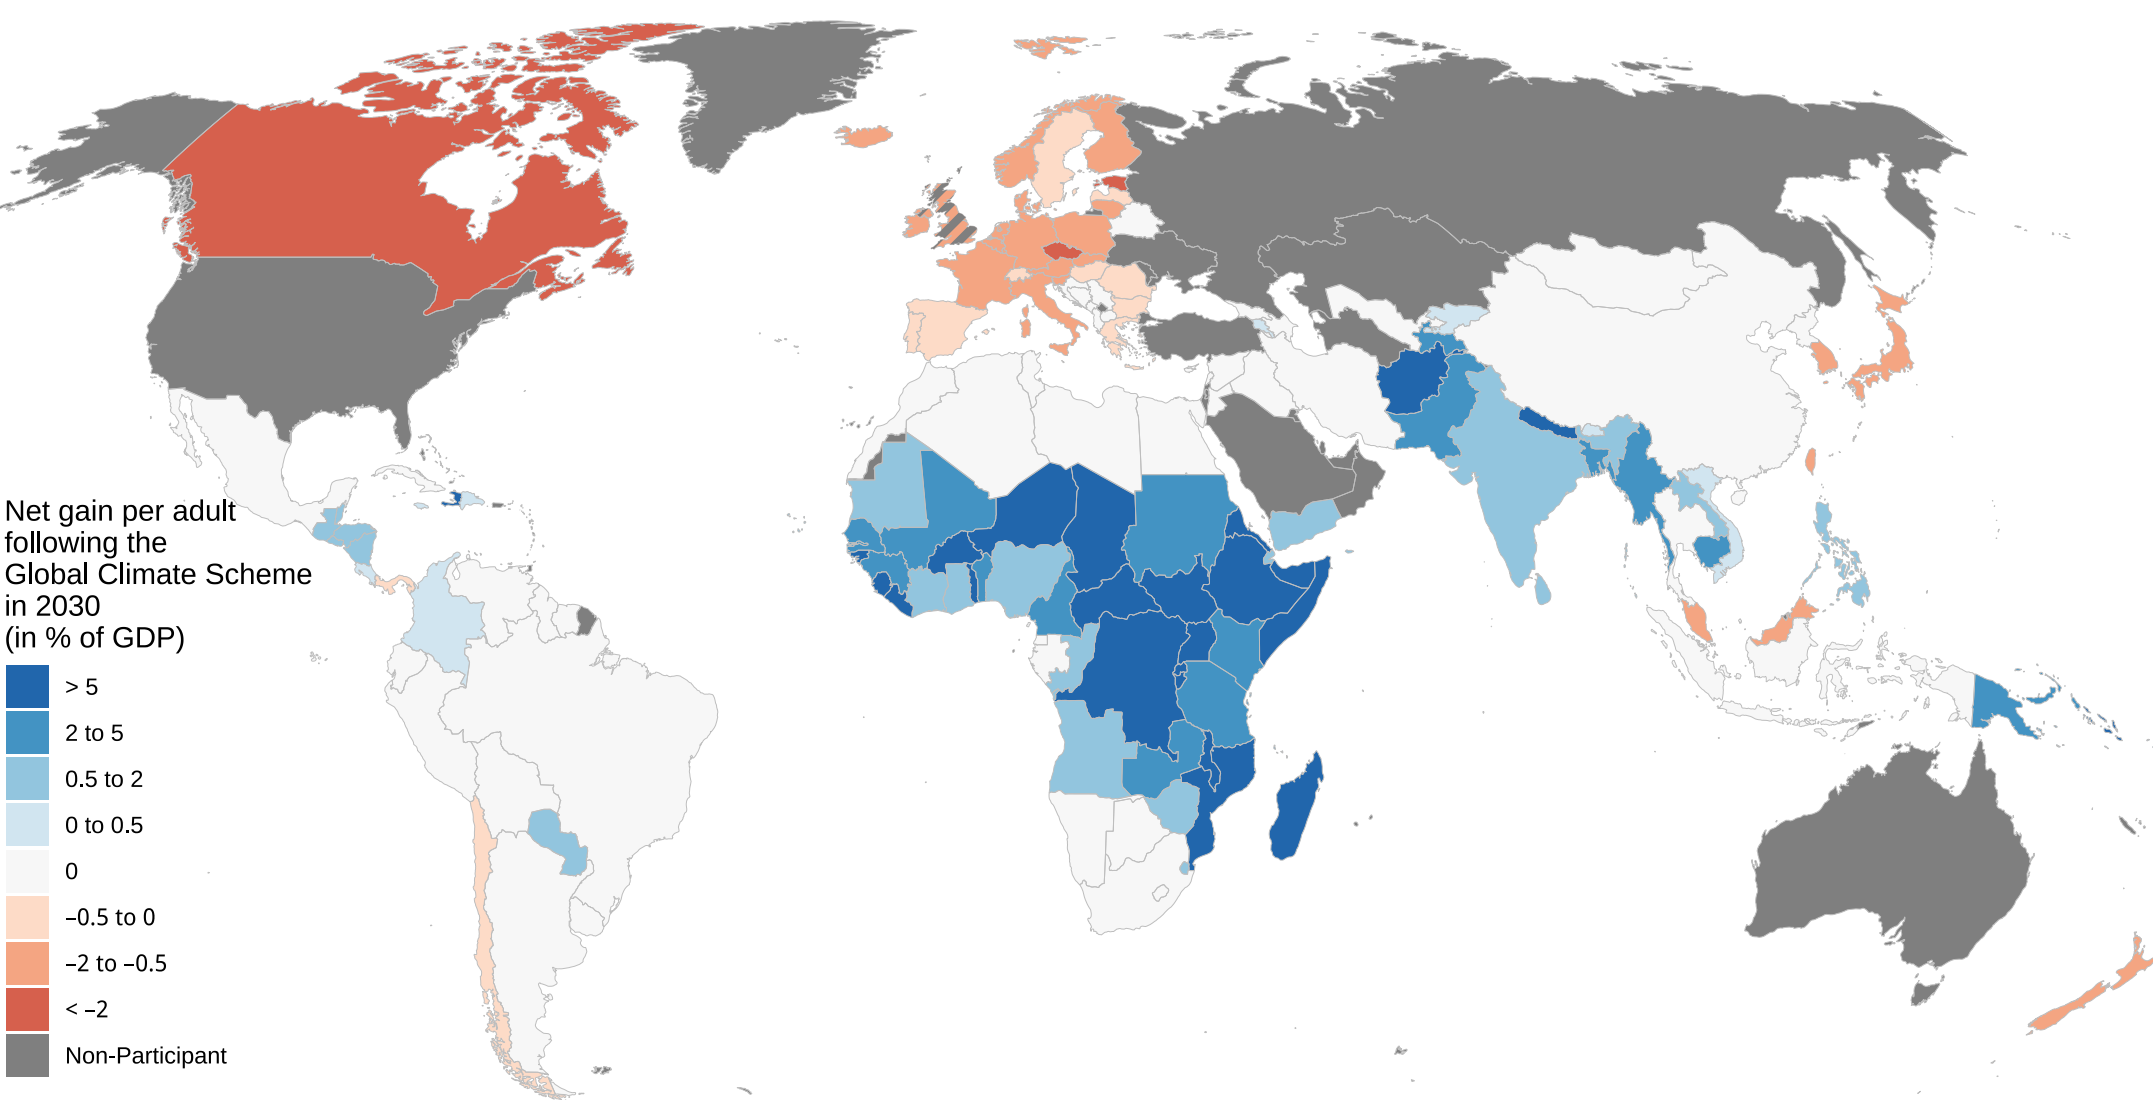 Net gain per adult
following the
Global Climate Scheme
in 2030
(in % of GDP)
> 5
2 to 5
0.5 to 2
0 to 0.5
0
–0.5 to 0
–2 to –0.5
< –2
Non-Participant